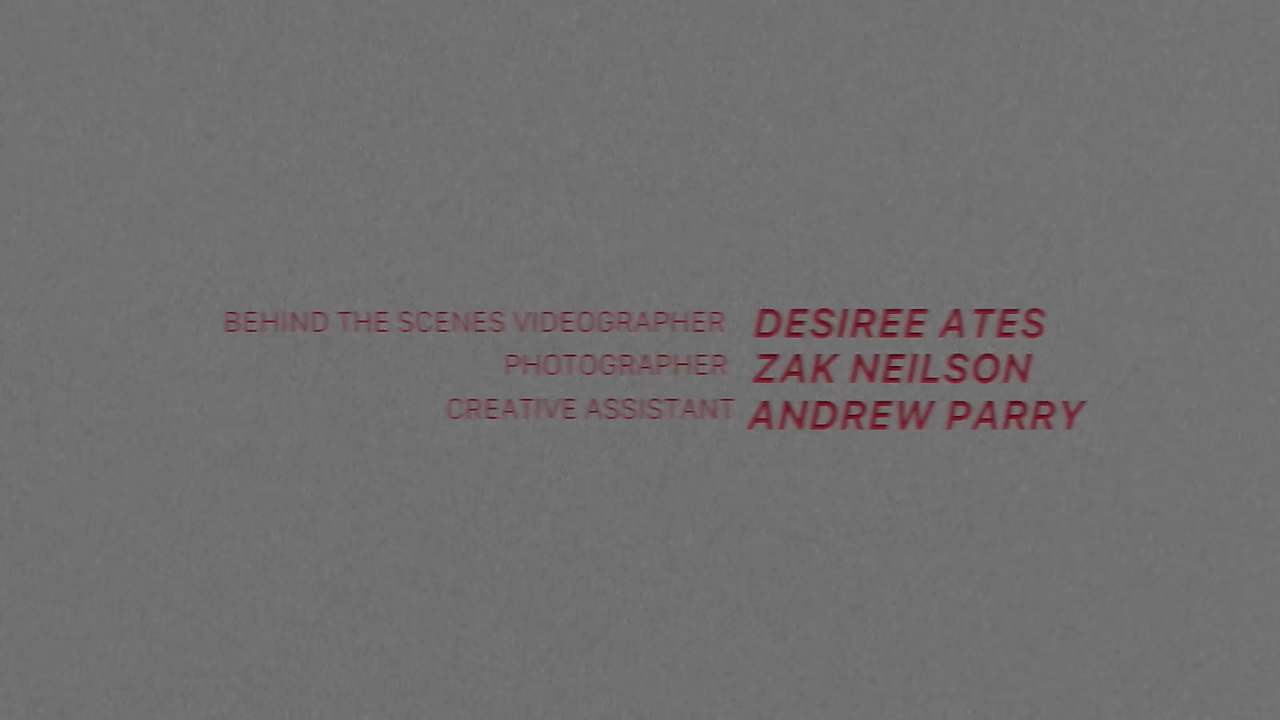 BEHIND THE SCENES VIDEOGRAPHER DESIREE ATES
PHOTOGRAPHER ZAK NEILSON
CREATIVE ASSISTANT ANDREW PARRY